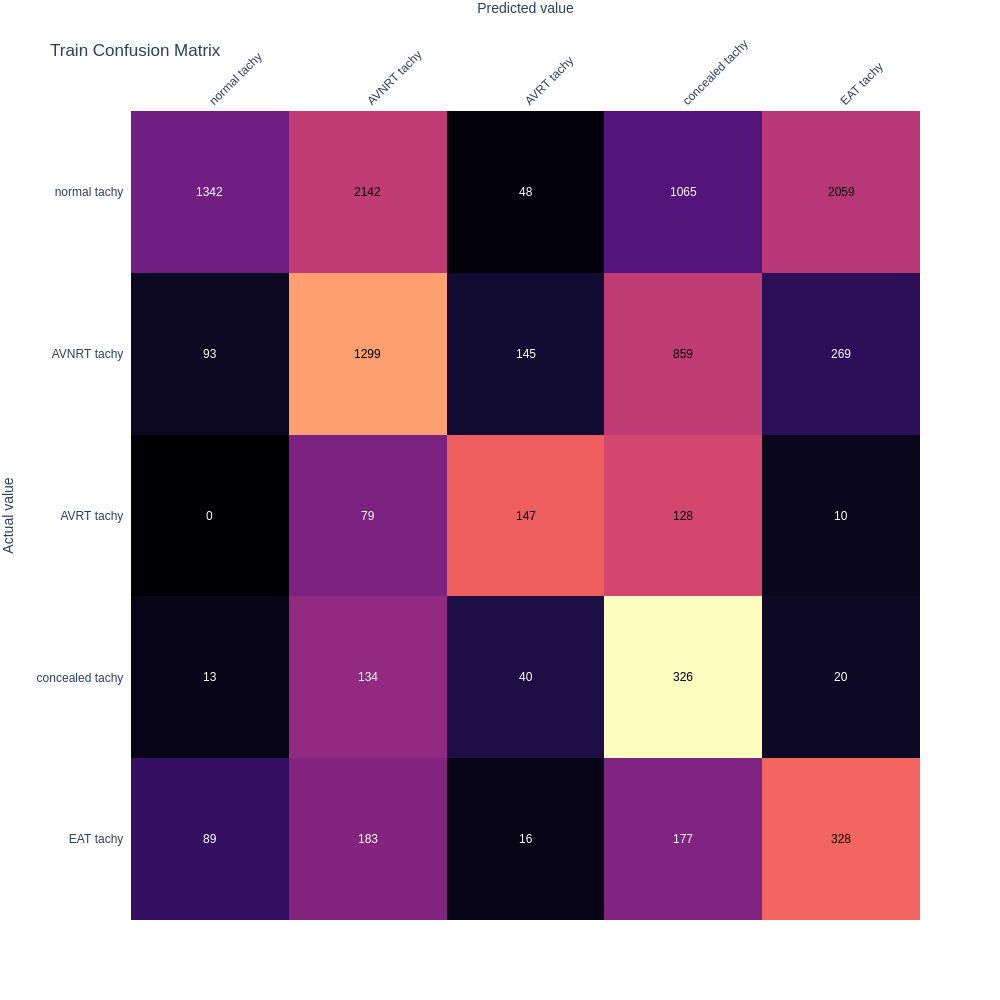 Predicted value
Train Confusion Matrix
normal tachy
AVNRT tachy
AVRT tachy
concealed tachy
EAT tachy
Actual value
normal tachy 1342 2142 48 1065 2059
AVNRT tachy 93 1299 145 859 269
AVRT tachy 0 79 147 128 10
concealed tachy 13 134 40 326 20
EAT tachy 89 183 16 177 328